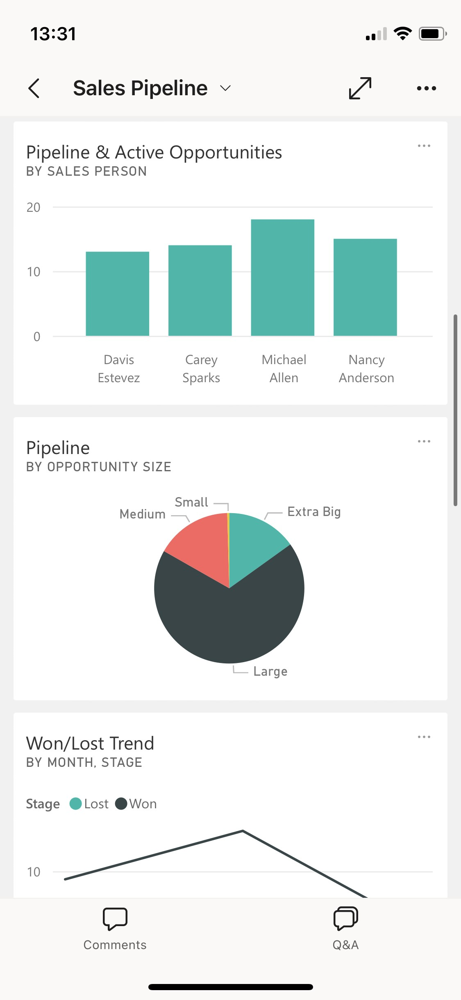 13:31
Sales Pipeline
Pipeline & Active Opportunities
BY SALES PERSON
20
10
0
Davis Estevez
Carey Sparks
Michael Allen
Nancy Anderson
Pipeline
BY OPPORTUNITY SIZE
Small
Medium
Extra Big
Large
Won/Lost Trend
BY MONTH, STAGE
Stage Lost Won
10
Comments
Q&A